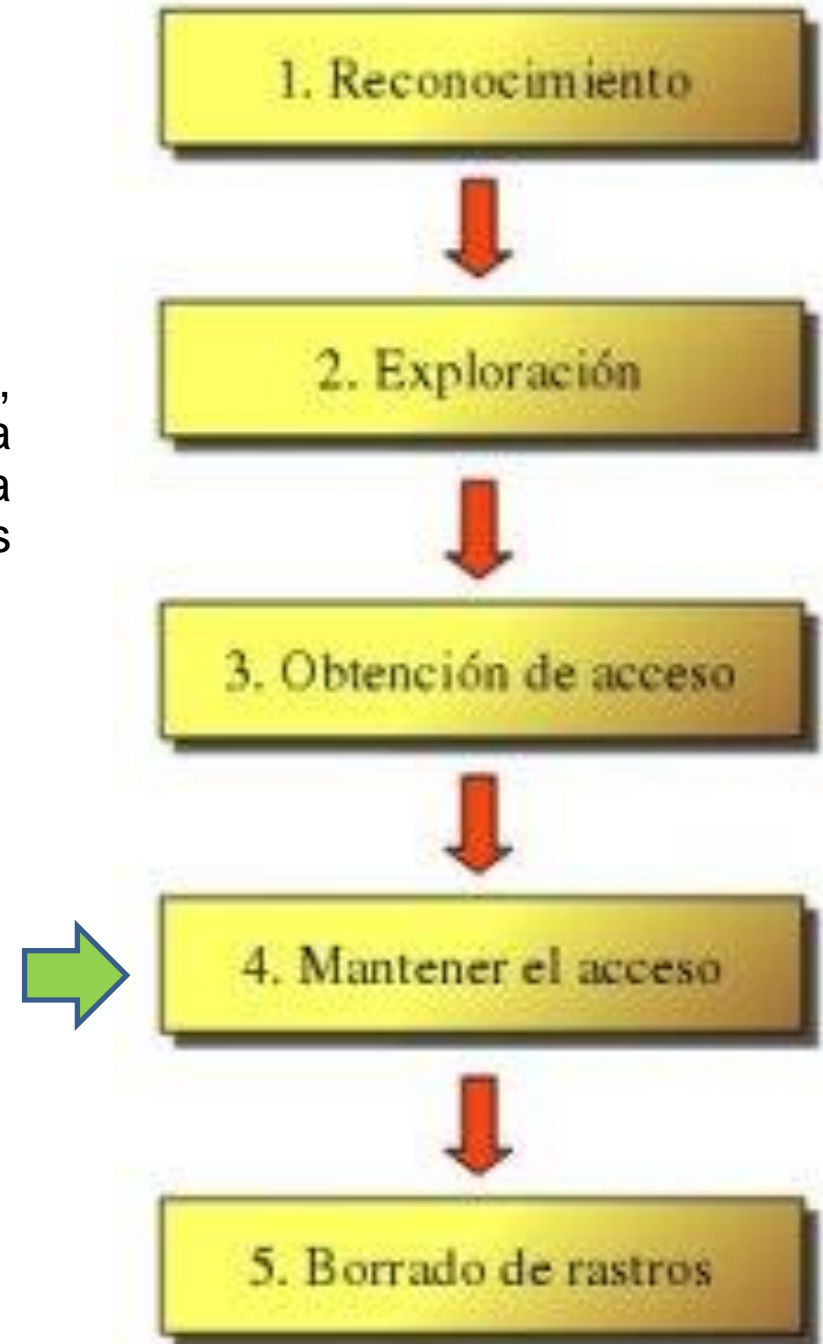 1. Reconocimiento
2. Exploración
,
a
a
s
3. Obtención de acceso
4. Mantener el acceso
5. Borrado de rastros